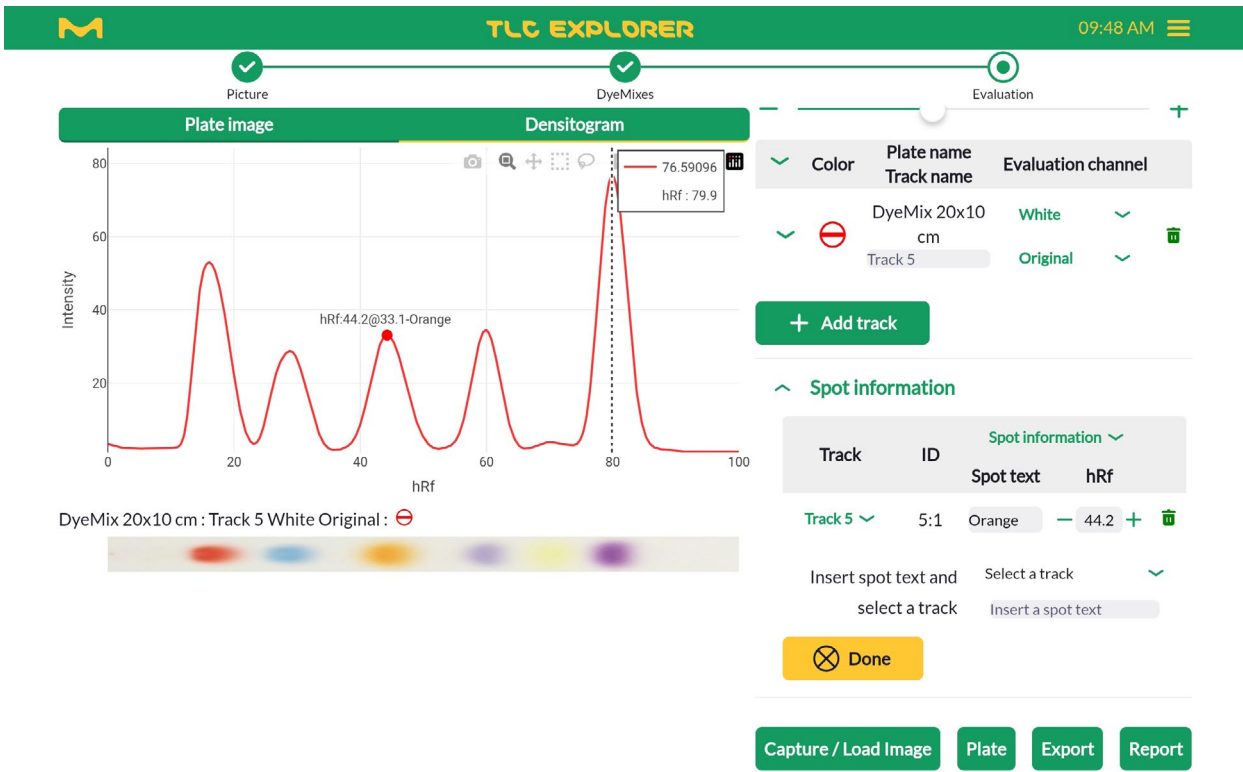 TLC EXPLORER
09:48 AM
Picture
DyeMixes
Evaluation
Plate image
Densitogram
80
60
40
20
Intensity
76.59096
hRf : 79.9
hRf:44.2@33.1-Orange
0
20
40
60
80
100
hRf
DyeMix 20x10 cm : Track 5 White Original :
Color
Plate name
Track name
Evaluation channel
DyeMix 20x10
cm
Track 5
White
Original
+ Add track
Spot information
Track
ID
Spot information
Spot text
hRf
Track 5
5:1
Orange
− 44.2 +
Insert spot text and
select a track
Select a track
Insert a spot text
Done
Capture / Load Image
Plate
Export
Report